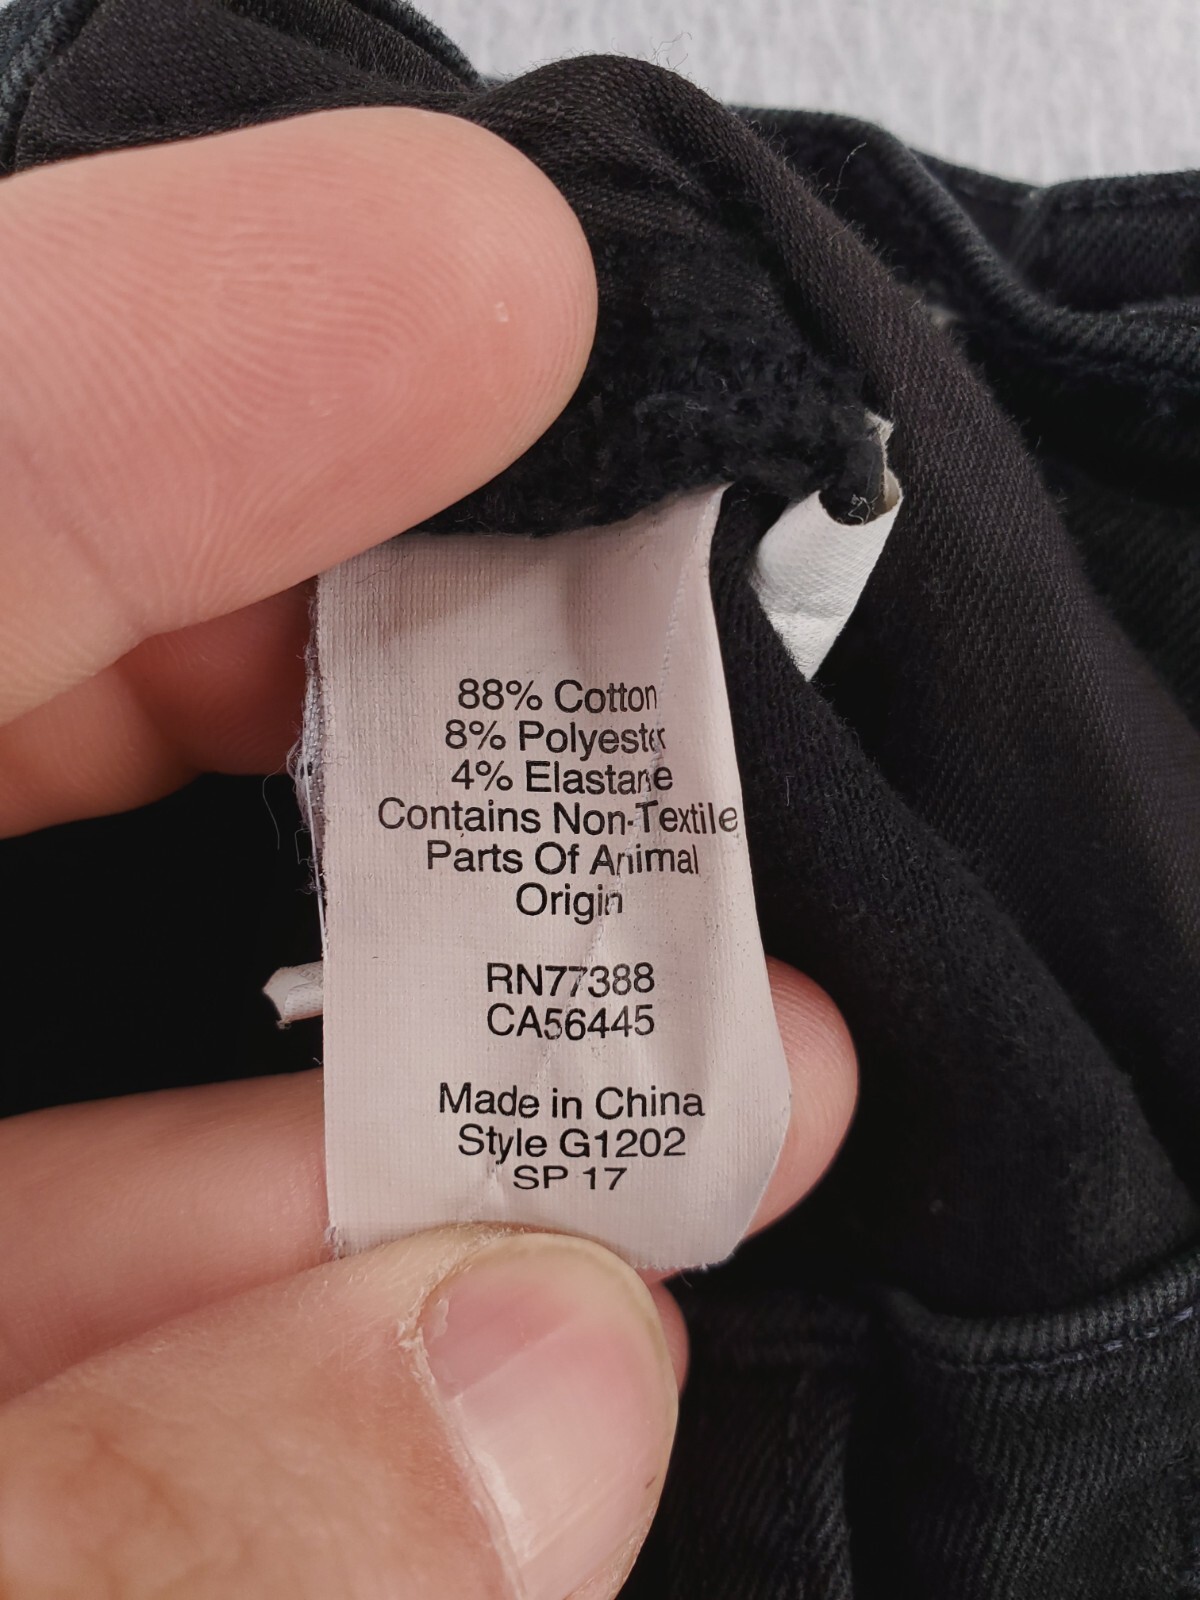 88% Cotton
8% Polyester
4% Elastane
Contains Non-Textile
Parts Of Animal
Origin
RN77388
CA56445
Made in China
Style G1202
SP 17